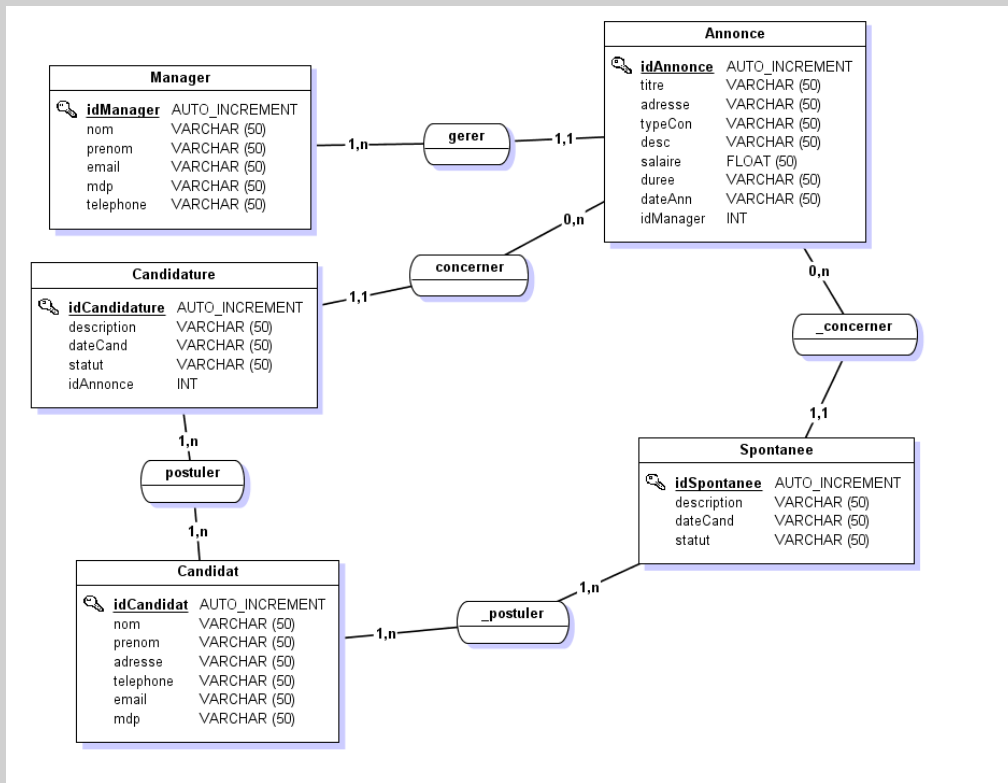 Manager
idManager AUTO_INCREMENT
nom VARCHAR (50)
prenom VARCHAR (50)
email VARCHAR (50)
mdp VARCHAR (50)
telephone VARCHAR (50)
1,n
gerer
1,1
Annonce
idAnnonce AUTO_INCREMENT
titre VARCHAR (50)
adresse VARCHAR (50)
typeCon VARCHAR (50)
desc VARCHAR (50)
salaire FLOAT (50)
duree VARCHAR (50)
dateAnn VARCHAR (50)
idManager INT
0,n
concerner
1,1
Candidature
idCandidature AUTO_INCREMENT
description VARCHAR (50)
dateCand VARCHAR (50)
statut VARCHAR (50)
idAnnonce INT
0,n
_concerner
1,1
Spontanee
idSpontanee AUTO_INCREMENT
description VARCHAR (50)
dateCand VARCHAR (50)
statut VARCHAR (50)
1,n
postuler
1,n
Candidat
idCandidat AUTO_INCREMENT
nom VARCHAR (50)
prenom VARCHAR (50)
adresse VARCHAR (50)
telephone VARCHAR (50)
email VARCHAR (50)
mdp VARCHAR (50)
1,n
_postuler
1,n